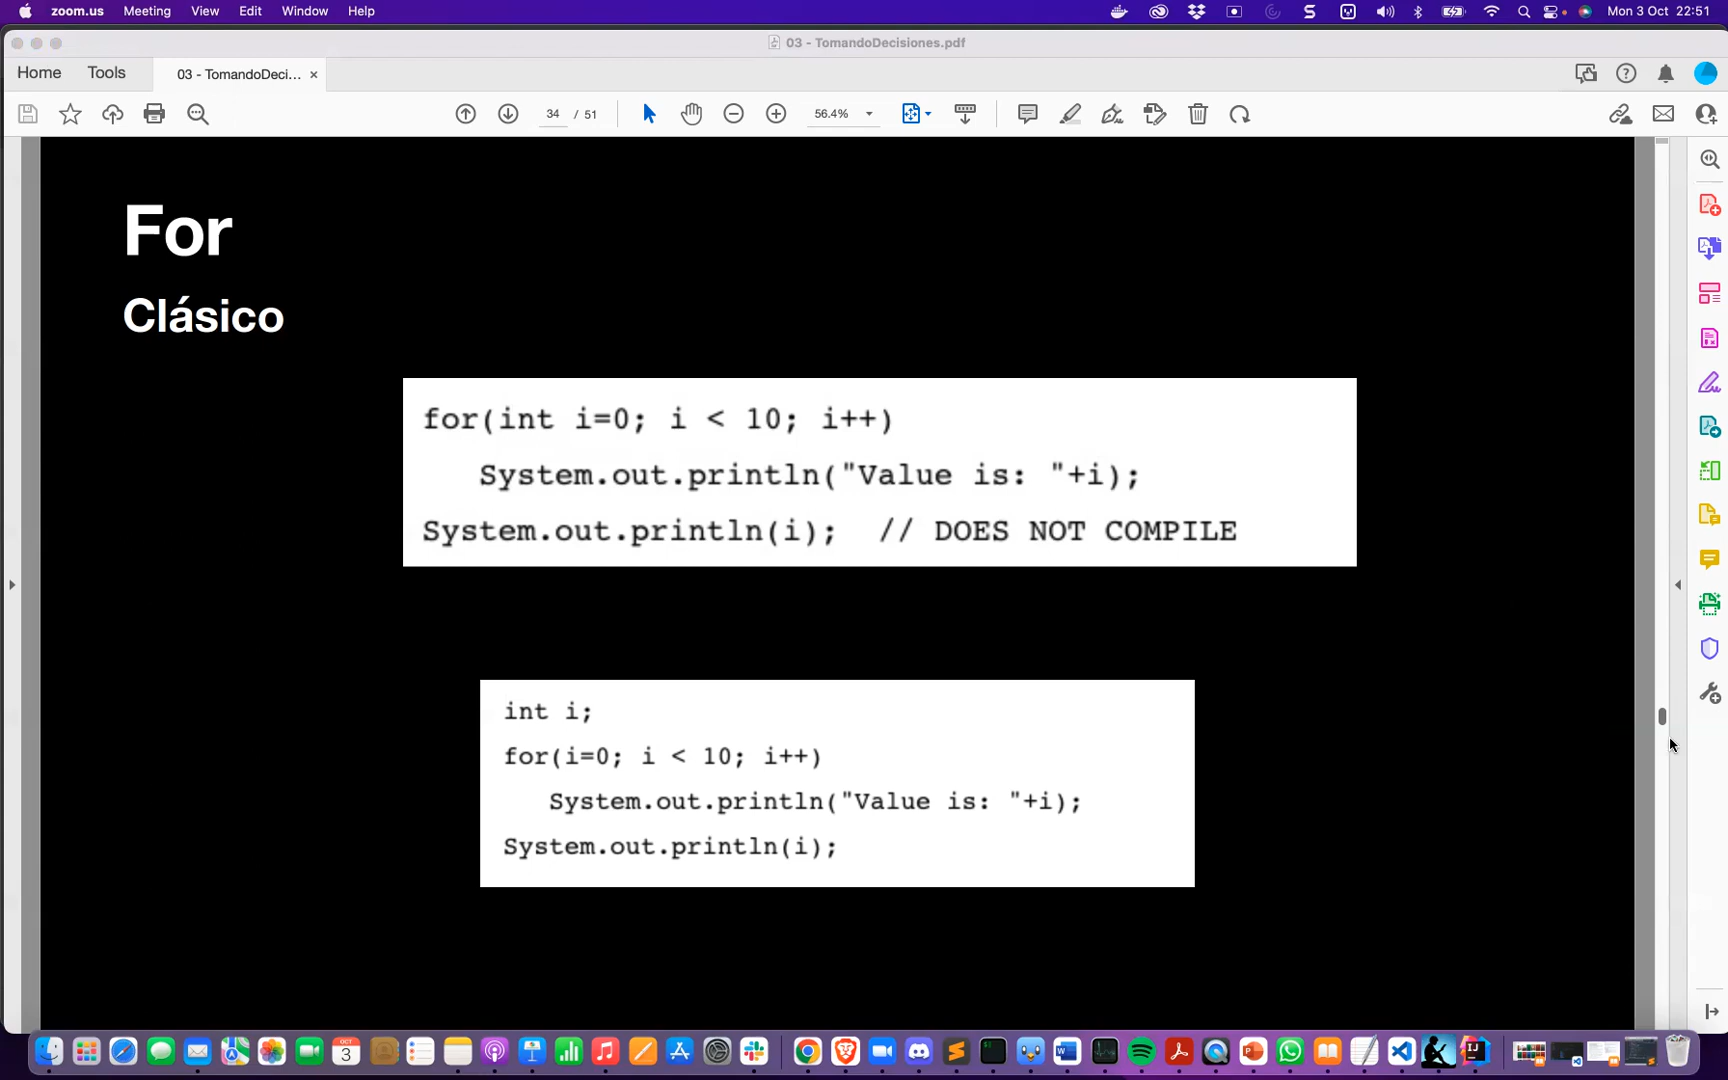 zoom.us Meeting View Edit Window Help Mon 3 Oct 22:51
03 - TomandoDecisiones.pdf
Home Tools 03 - TomandoDeci... ×
34 / 51 56.4%
For
Clásico
for(int i=0; i < 10; i++)
System.out.println("Value is: "+i);
System.out.println(i); // DOES NOT COMPILE
int i;
for(i=0; i < 10; i++)
System.out.println("Value is: "+i);
System.out.println(i);
OCT
3